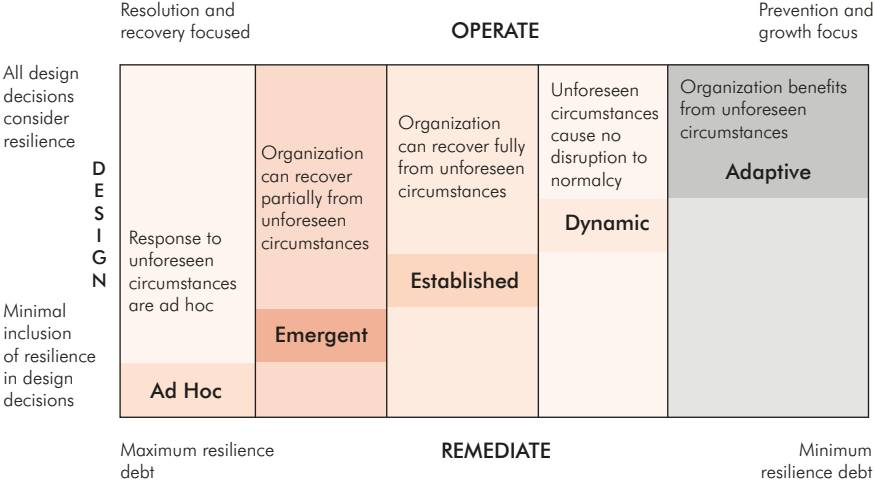 Resolution and
recovery focused
OPERATE
Prevention and
growth focus
All design
decisions
consider
resilience
DESIGN
Minimal
inclusion
of resilience
in design
decisions
Response to
unforeseen
circumstances
are ad hoc
Ad Hoc
Organization
can recover
partially from
unforeseen
circumstances
Emergent
Organization
can recover fully
from unforeseen
circumstances
Established
Unforeseen
circumstances
cause no
disruption to
normalcy
Dynamic
Organization benefits
from unforeseen
circumstances
Adaptive
Maximum resilience
debt
REMEDIATE
Minimum
resilience debt